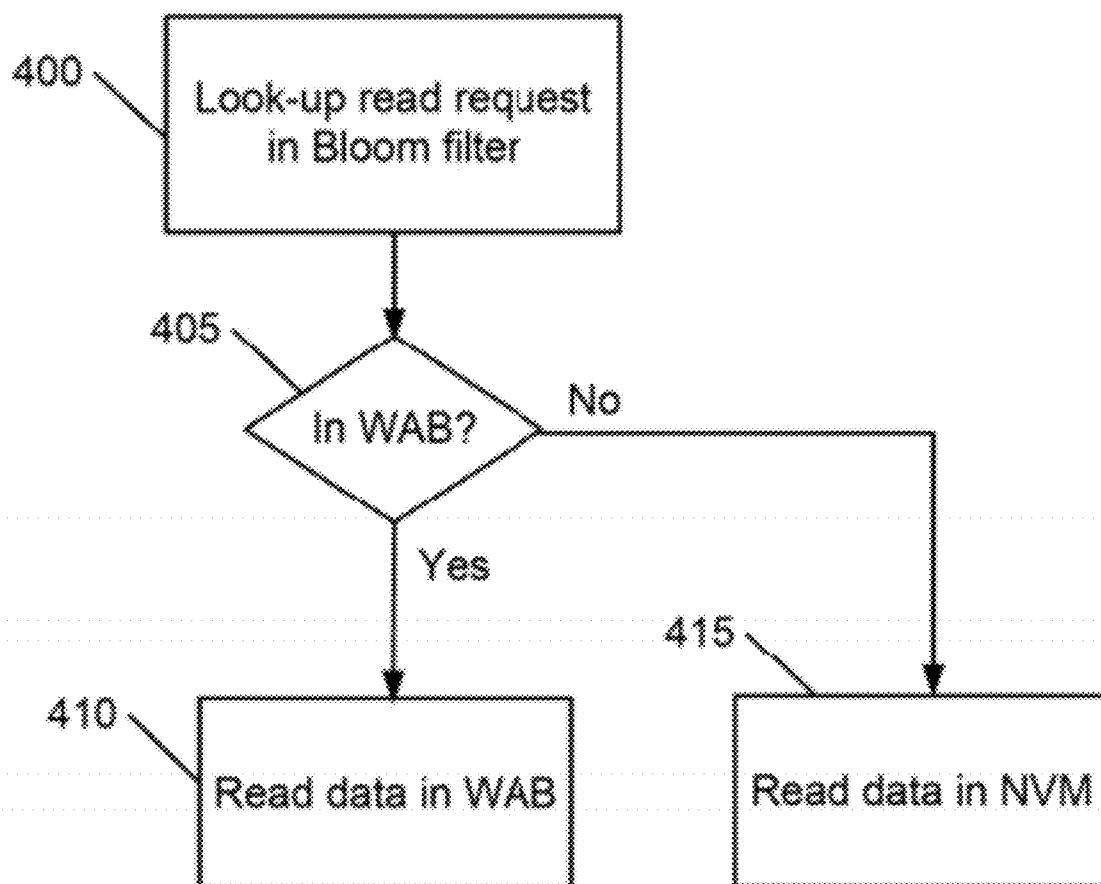 400
Look-up read request
in Bloom filter
405
In WAB?
No
Yes
415
410
Read data in WAB
Read data in NVM